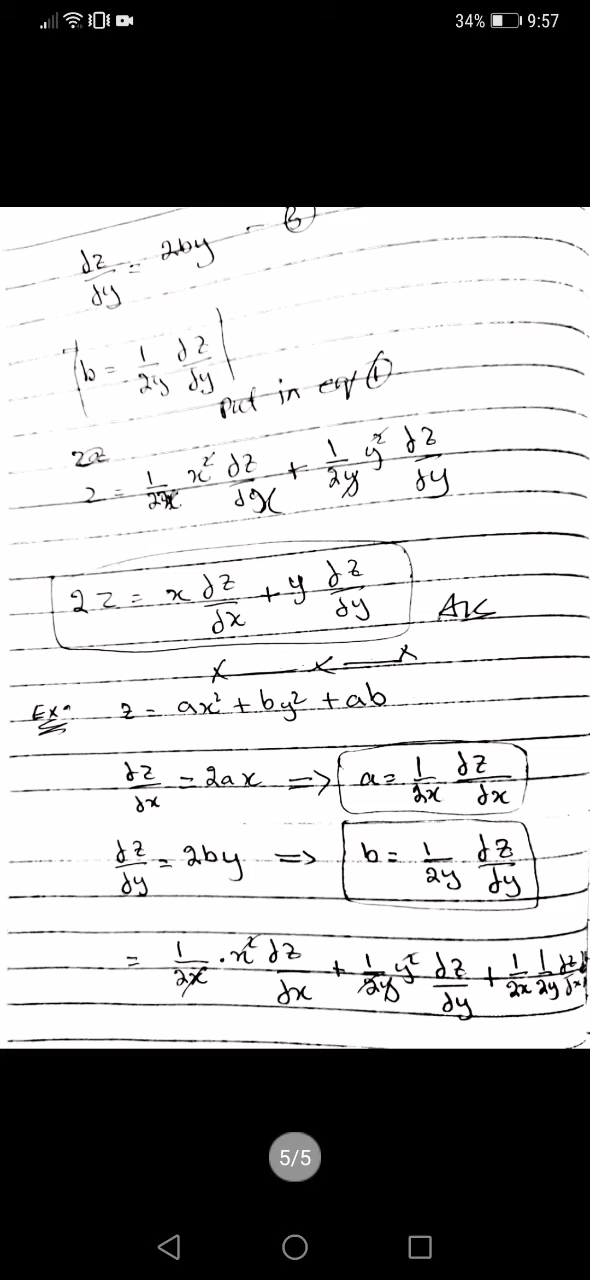 34% 9:57
∂z/∂y = 2by - (3)
b = 1/2y ∂z/∂y
put in eq (1)
z = 1/2x x² ∂z/∂x + 1/2y y² ∂z/∂y
2z = x ∂z/∂x + y ∂z/∂y
Ex: z = ax² + by² + ab
∂z/∂x = 2ax => a = 1/2x ∂z/∂x
∂z/∂y = 2by => b = 1/2y ∂z/∂y
= 1/2x · x² ∂z/∂x + 1/2y y² ∂z/∂y + 1/2x 1/2y ∂z/∂x
5/5